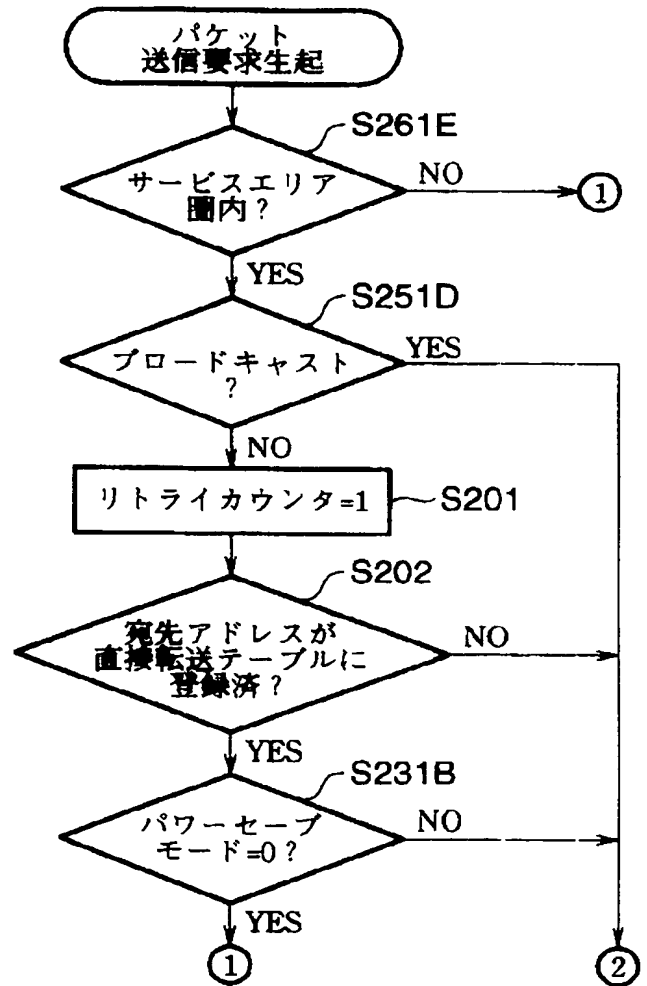 パケット
送信要求生起
S261E
サービスエリア
圏内?
NO
①
YES
S251D
ブロードキャスト
?
YES
NO
リトライカウンタ=1
S201
S202
宛先アドレスが
直接転送テーブルに
登録済?
NO
YES
S231B
パワーセーブ
モード=0?
NO
YES
①
②